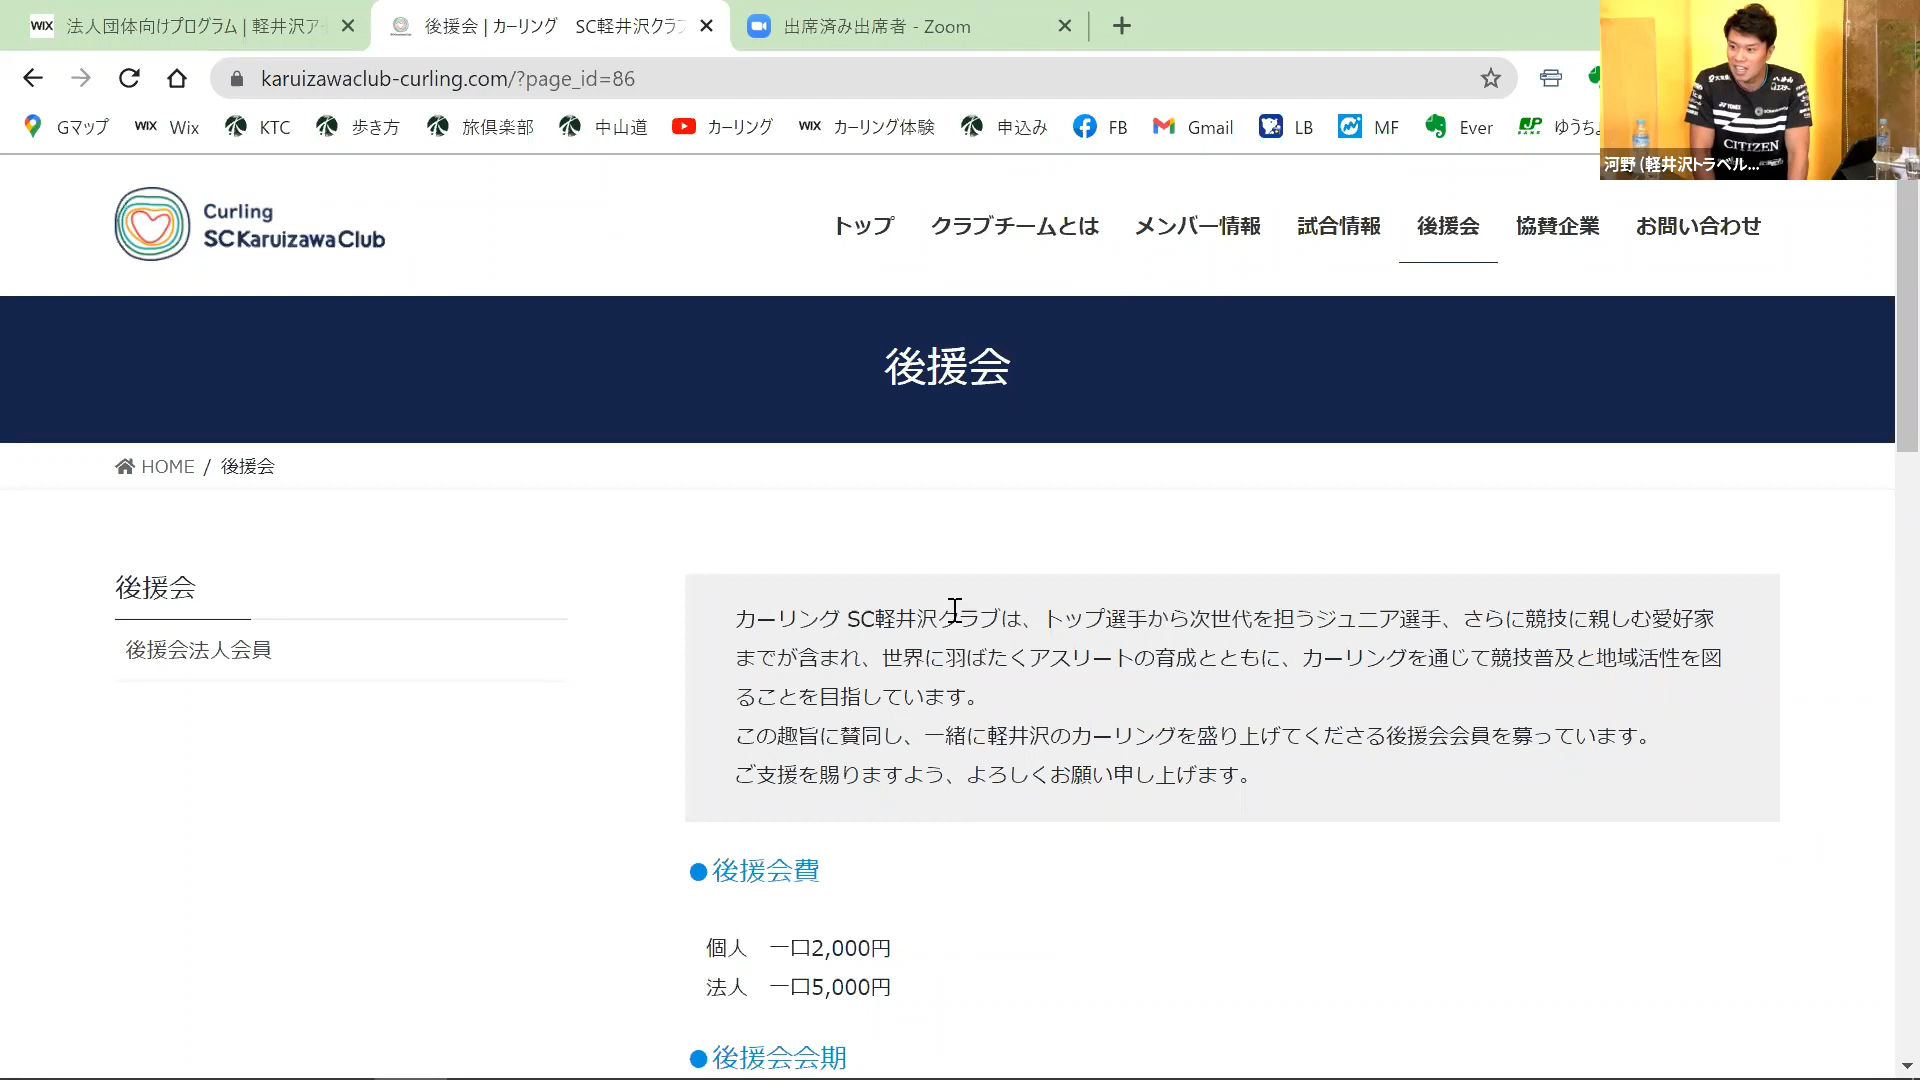 WIX 法人団体向けプログラム | 軽井沢ア
後援会 | カーリング SC軽井沢クラブ
出席済み出席者 - Zoom
karuizawaclub-curling.com/?page_id=86
Gマップ WIX Wix KTC 歩き方 旅倶楽部 中山道 カーリング WIX カーリング体験 申込み FB Gmail LB MF Ever ゆうちょ
YONEX
CITIZEN
河野 (軽井沢トラベル...
Curling
SCKaruizawaClub
トップ クラブチームとは メンバー情報 試合情報 後援会 協賛企業 お問い合わせ
後援会
HOME / 後援会
後援会
後援会法人会員
カーリング SC軽井沢クラブは、トップ選手から次世代を担うジュニア選手、さらに競技に親しむ愛好家
までが含まれ、世界に羽ばたくアスリートの育成とともに、カーリングを通じて競技普及と地域活性を図
ることを目指しています。
この趣旨に賛同し、一緒に軽井沢のカーリングを盛り上げてくださる後援会会員を募っています。
ご支援を賜りますよう、よろしくお願い申し上げます。
●後援会費
個人 一口2,000円
法人 一口5,000円
●後援会会期